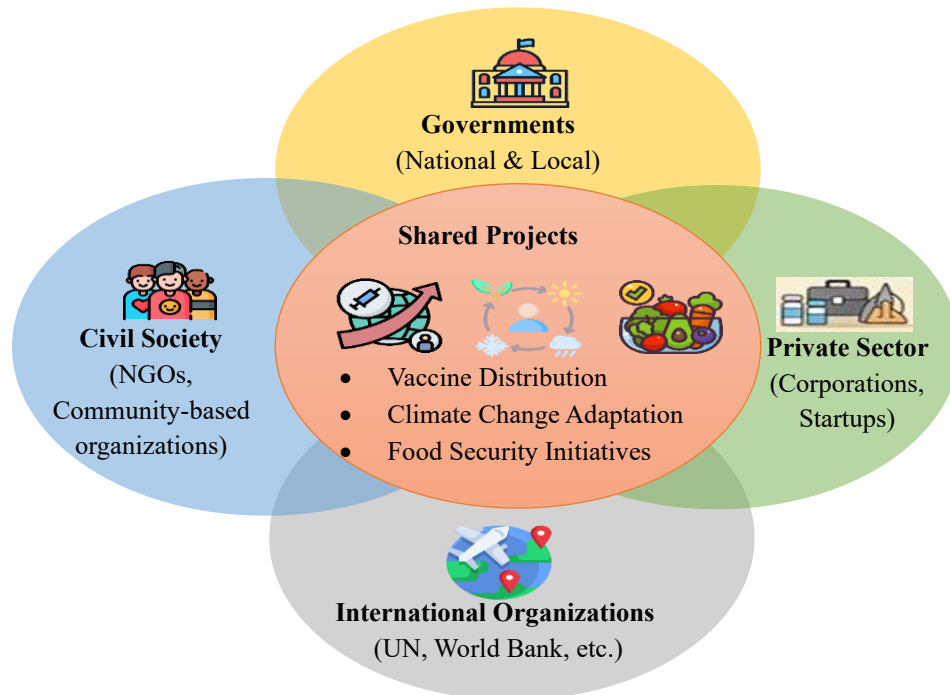 Governments
(National & Local)
Shared Projects
Civil Society
(NGOs,
Community-based
organizations)
• Vaccine Distribution
• Climate Change Adaptation
• Food Security Initiatives
Private Sector
(Corporations,
Startups)
International Organizations
(UN, World Bank, etc.)